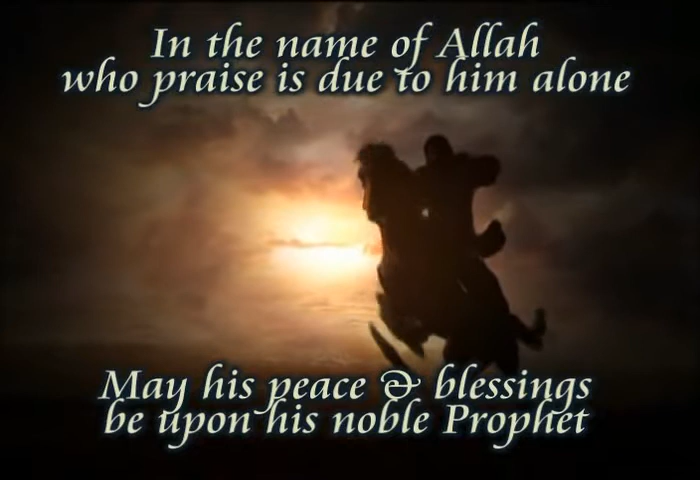 In the name of Allah
who praise is due to him alone
May his peace & blessings
be upon his noble Prophet